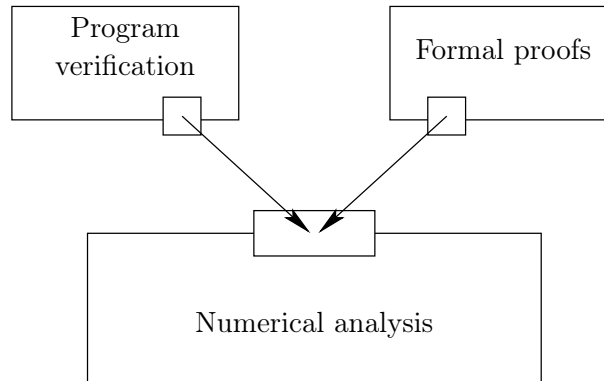 Program
verification
Formal proofs
Numerical analysis